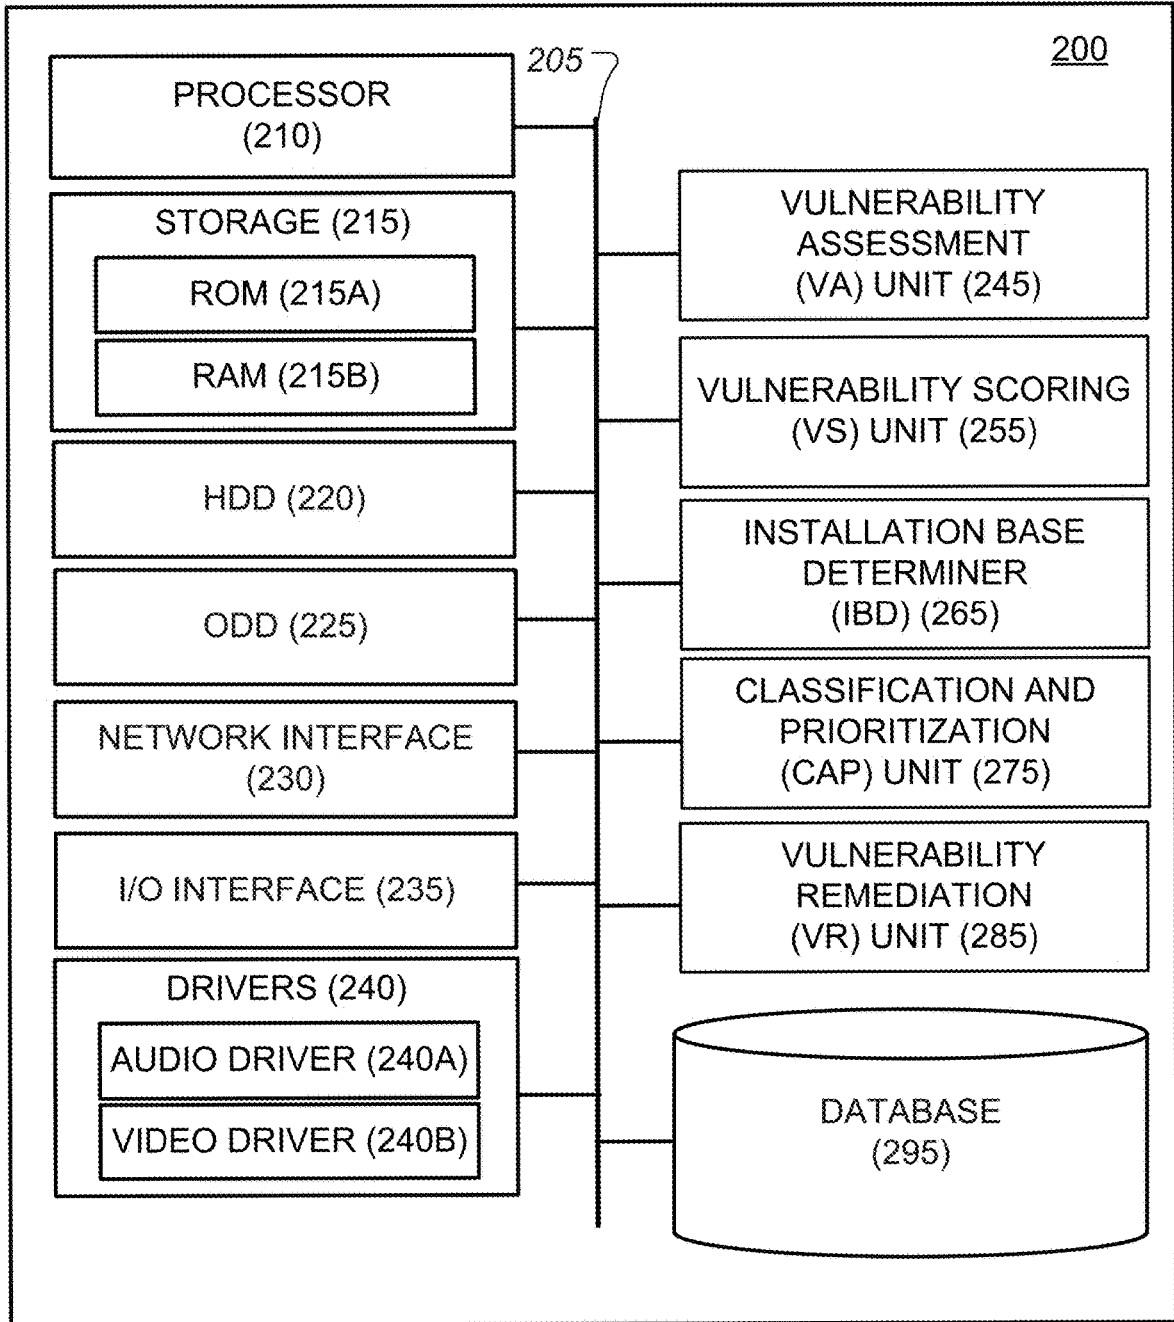 200
205
PROCESSOR
(210)
STORAGE (215)
ROM (215A)
RAM (215B)
HDD (220)
ODD (225)
NETWORK INTERFACE
(230)
I/O INTERFACE (235)
DRIVERS (240)
AUDIO DRIVER (240A)
VIDEO DRIVER (240B)
VULNERABILITY
ASSESSMENT
(VA) UNIT (245)
VULNERABILITY SCORING
(VS) UNIT (255)
INSTALLATION BASE
DETERMINER
(IBD) (265)
CLASSIFICATION AND
PRIORITIZATION
(CAP) UNIT (275)
VULNERABILITY
REMEDIATION
(VR) UNIT (285)
DATABASE
(295)